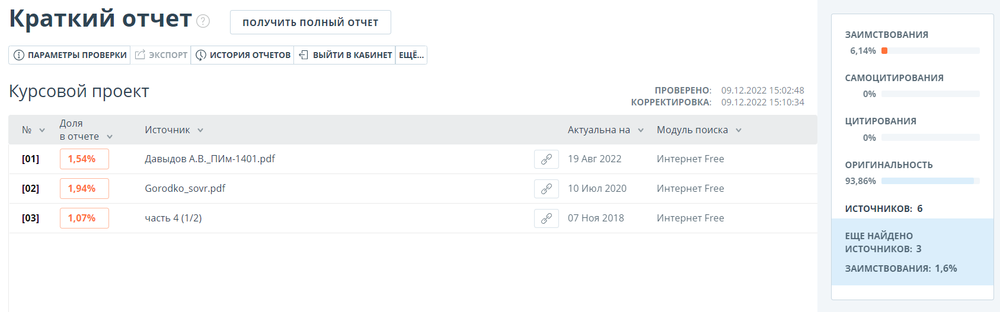 Краткий отчет ?
ПОЛУЧИТЬ ПОЛНЫЙ ОТЧЕТ
ПАРАМЕТРЫ ПРОВЕРКИ ЭКСПОРТ ИСТОРИЯ ОТЧЕТОВ ВЫЙТИ В КАБИНЕТ ЕЩЁ...
Курсовой проект
ПРОВЕРЕНО: 09.12.2022 15:02:48
КОРРЕКТИРОВКА: 09.12.2022 15:10:34
№ Доля в отчете Источник Актуальна на Модуль поиска
[01] 1,54% Давыдов А.В._ПИм-1401.pdf 19 Авг 2022 Интернет Free
[02] 1,94% Gorodko_sovr.pdf 10 Июл 2020 Интернет Free
[03] 1,07% часть 4 (1/2) 07 Ноя 2018 Интернет Free
ЗАИМСТВОВАНИЯ
6,14%
САМОЦИТИРОВАНИЯ
0%
ЦИТИРОВАНИЯ
0%
ОРИГИНАЛЬНОСТЬ
93,86%
ИСТОЧНИКОВ: 6
ЕЩЕ НАЙДЕНО
ИСТОЧНИКОВ: 3
ЗАИМСТВОВАНИЯ: 1,6%